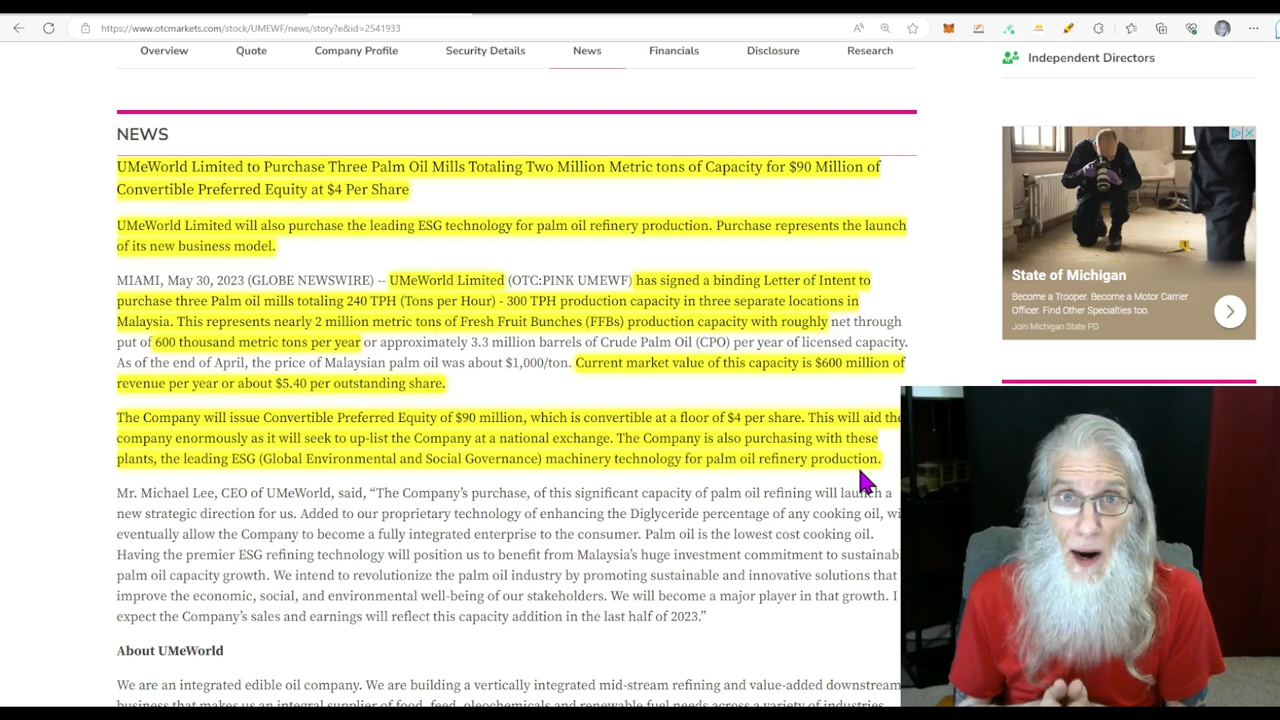 https://www.otcmarkets.com/stock/UMEWF/news/story?e&id=2541933
Overview Quote Company Profile Security Details News Financials Disclosure Research
Independent Directors
NEWS
UMeWorld Limited to Purchase Three Palm Oil Mills Totaling Two Million Metric tons of Capacity for $90 Million of
Convertible Preferred Equity at $4 Per Share
UMeWorld Limited will also purchase the leading ESG technology for palm oil refinery production. Purchase represents the launch
of its new business model.
MIAMI, May 30, 2023 (GLOBE NEWSWIRE) -- UMeWorld Limited (OTC:PINK UMEWF) has signed a binding Letter of Intent to
purchase three Palm oil mills totaling 240 TPH (Tons per Hour) - 300 TPH production capacity in three separate locations in
Malaysia. This represents nearly 2 million metric tons of Fresh Fruit Bunches (FFBs) production capacity with roughly net through
put of 600 thousand metric tons per year or approximately 3.3 million barrels of Crude Palm Oil (CPO) per year of licensed capacity.
As of the end of April, the price of Malaysian palm oil was about $1,000/ton. Current market value of this capacity is $600 million of
revenue per year or about $5.40 per outstanding share.
The Company will issue Convertible Preferred Equity of $90 million, which is convertible at a floor of $4 per share. This will aid the
company enormously as it will seek to up-list the Company at a national exchange. The Company is also purchasing with these
plants, the leading ESG (Global Environmental and Social Governance) machinery technology for palm oil refinery production.
Mr. Michael Lee, CEO of UMeWorld, said, “The Company’s purchase, of this significant capacity of palm oil refining will launch a
new strategic direction for us. Added to our proprietary technology of enhancing the Diglyceride percentage of any cooking oil, wi
eventually allow the Company to become a fully integrated enterprise to the consumer. Palm oil is the lowest cost cooking oil.
Having the premier ESG refining technology will position us to benefit from Malaysia’s huge investment commitment to sustainab
palm oil capacity growth. We intend to revolutionize the palm oil industry by promoting sustainable and innovative solutions that
improve the economic, social, and environmental well-being of our stakeholders. We will become a major player in that growth. I
expect the Company’s sales and earnings will reflect this capacity addition in the last half of 2023.”
About UMeWorld
We are an integrated edible oil company. We are building a vertically integrated mid-stream refining and value-added downstream
business that makes us an integral supplier of food, feed, oleochemicals and renewable fuel needs across a variety of industries.
State of Michigan
Become a Trooper. Become a Motor Carrier
Officer. Find Other Specialties too.
Join Michigan State PD